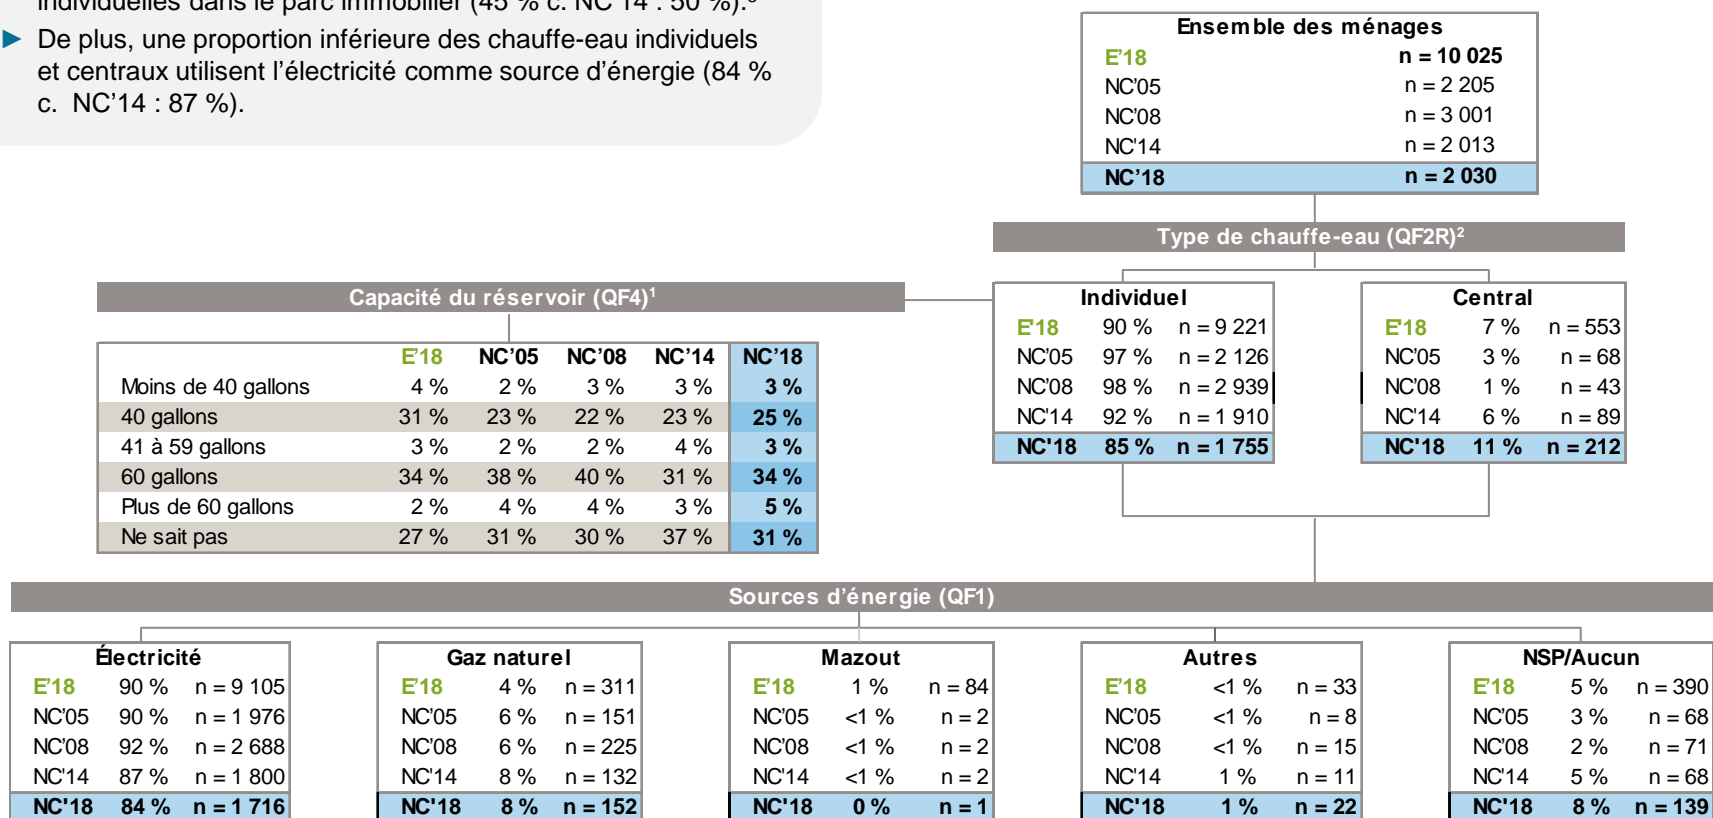 individuelles dans le parc immobilier (45 % c. NC'14 : 50 %).
► De plus, une proportion inférieure des chauffe-eau individuels
et centraux utilisent l'électricité comme source d'énergie (84 %
c. NC'14 : 87 %).
Ensemble des ménages
E'18 n = 10 025
NC'05 n = 2 205
NC'08 n = 3 001
NC'14 n = 2 013
NC'18 n = 2 030
Type de chauffe-eau (QF2R)²
Individuel
E'18 90 % n = 9 221
NC'05 97 % n = 2 126
NC'08 98 % n = 2 939
NC'14 92 % n = 1 910
NC'18 85 % n = 1 755
Central
E'18 7 % n = 553
NC'05 3 % n = 68
NC'08 1 % n = 43
NC'14 6 % n = 89
NC'18 11 % n = 212
Capacité du réservoir (QF4)¹
E'18 NC'05 NC'08 NC'14 NC'18
Moins de 40 gallons 4 % 2 % 3 % 3 % 3 %
40 gallons 31 % 23 % 22 % 23 % 25 %
41 à 59 gallons 3 % 2 % 2 % 4 % 3 %
60 gallons 34 % 38 % 40 % 31 % 34 %
Plus de 60 gallons 2 % 4 % 4 % 3 % 5 %
Ne sait pas 27 % 31 % 30 % 37 % 31 %
Sources d'énergie (QF1)
Électricité
E'18 90 % n = 9 105
NC'05 90 % n = 1 976
NC'08 92 % n = 2 688
NC'14 87 % n = 1 800
NC'18 84 % n = 1 716
Gaz naturel
E'18 4 % n = 311
NC'05 6 % n = 151
NC'08 6 % n = 225
NC'14 8 % n = 132
NC'18 8 % n = 152
Mazout
E'18 1 % n = 84
NC'05 <1 % n = 2
NC'08 <1 % n = 2
NC'14 <1 % n = 2
NC'18 0 % n = 1
Autres
E'18 <1 % n = 33
NC'05 <1 % n = 8
NC'08 <1 % n = 15
NC'14 1 % n = 11
NC'18 1 % n = 22
NSP/Aucun
E'18 5 % n = 390
NC'05 3 % n = 68
NC'08 2 % n = 71
NC'14 5 % n = 68
NC'18 8 % n = 139